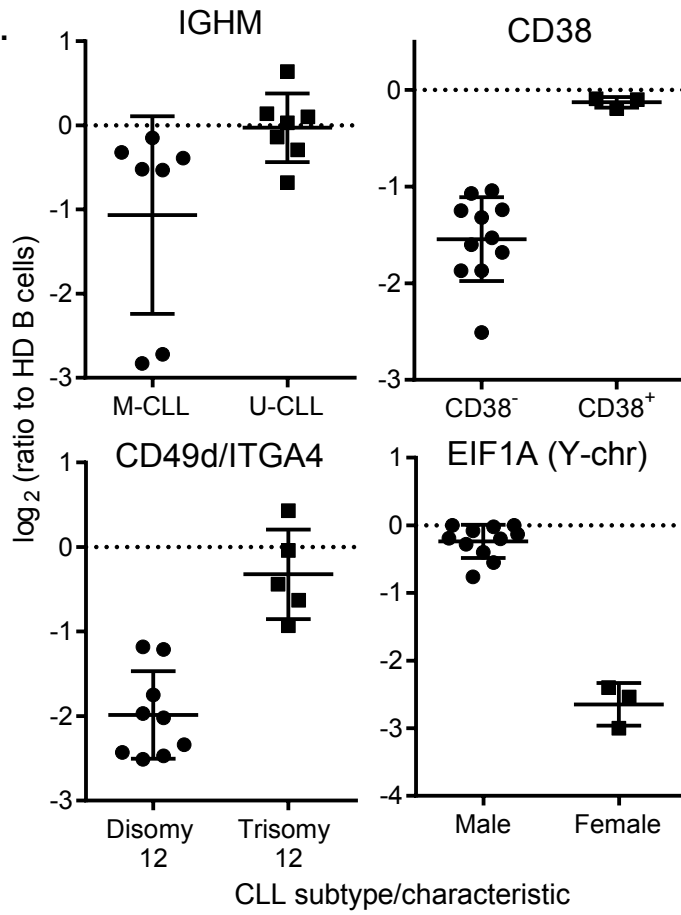 .
IGHM
CD38
1
0
-1
-2
-3
M-CLL U-CLL
0
-1
-2
-3
CD38⁻ CD38⁺
log₂ (ratio to HD B cells)
CD49d/ITGA4
EIF1A (Y-chr)
1
0
-1
-2
-3
Disomy 12 Trisomy 12
1
0
-1
-2
-3
-4
Male Female
CLL subtype/characteristic